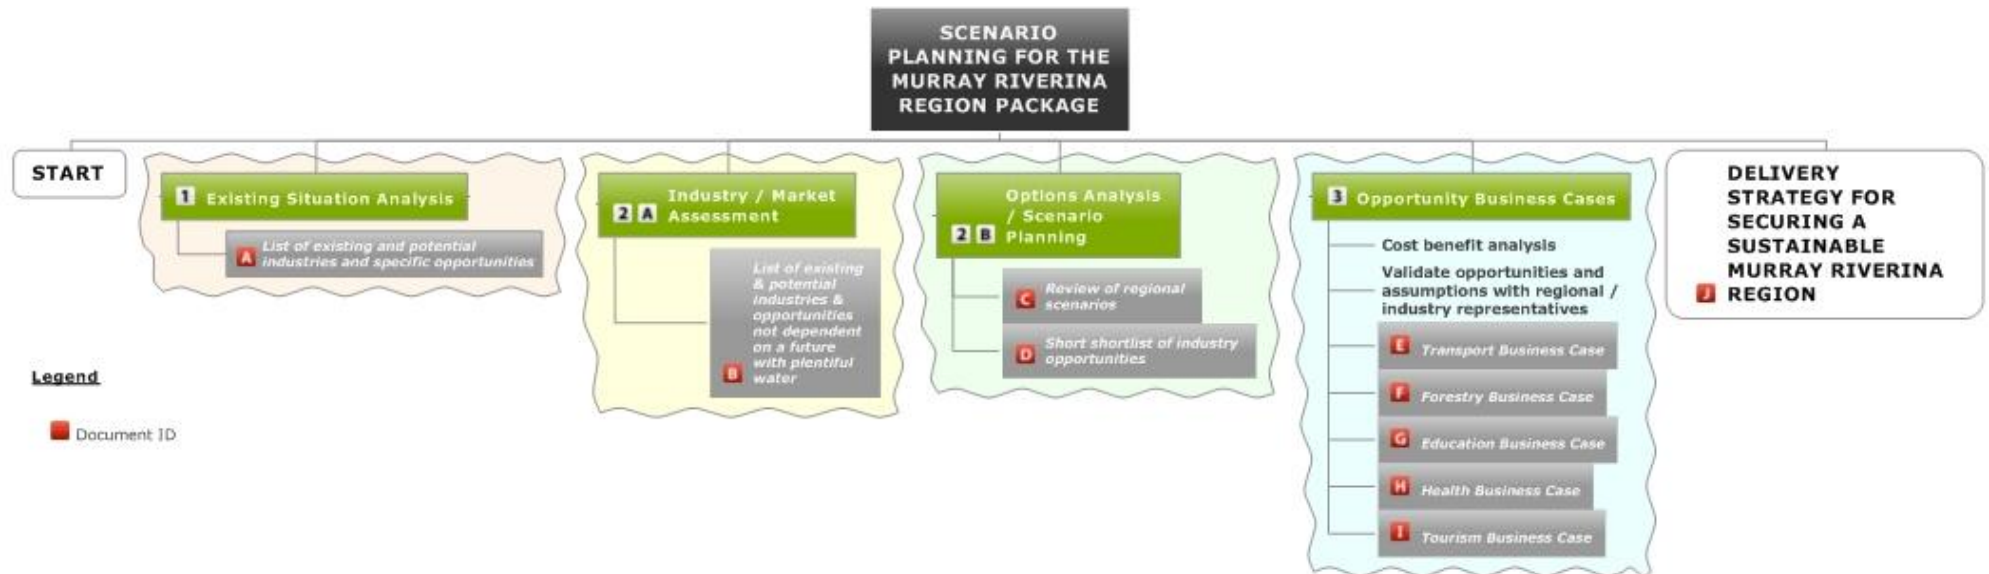 SCENARIO
PLANNING FOR THE
MURRAY RIVERINA
REGION PACKAGE
START
1 Existing Situation Analysis
List of existing and potential
A industries and specific opportunities
Industry / Market
2 A Assessment
List of existing
& potential
industries &
opportunities
not dependent
on a future
with plentiful
B water
Options Analysis
/ Scenario
2 B Planning
Review of regional
C scenarios
Short shortlist of industry
D opportunities
3 Opportunity Business Cases
Cost benefit analysis
Validate opportunities and
assumptions with regional /
industry representatives
E Transport Business Case
F Forestry Business Case
G Education Business Case
H Health Business Case
I Tourism Business Case
DELIVERY
STRATEGY FOR
SECURING A
SUSTAINABLE
MURRAY RIVERINA
J REGION
Legend
Document ID